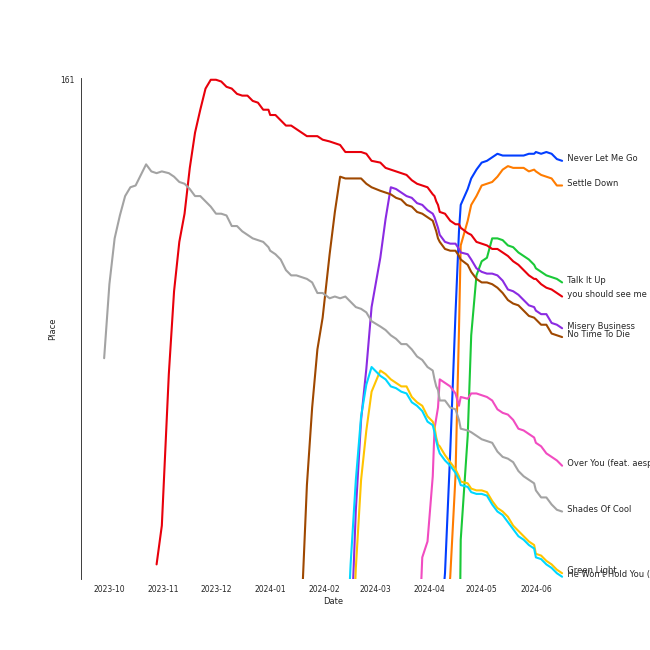 161
Never Let Me Go
Settle Down
Talk It Up
you should see me
Misery Business
No Time To Die
Over You (feat. aesp
Shades Of Cool
Green Light
He Won't Hold You (
Place
2023-10 2023-11 2023-12 2024-01 2024-02 2024-03 2024-04 2024-05 2024-06
Date